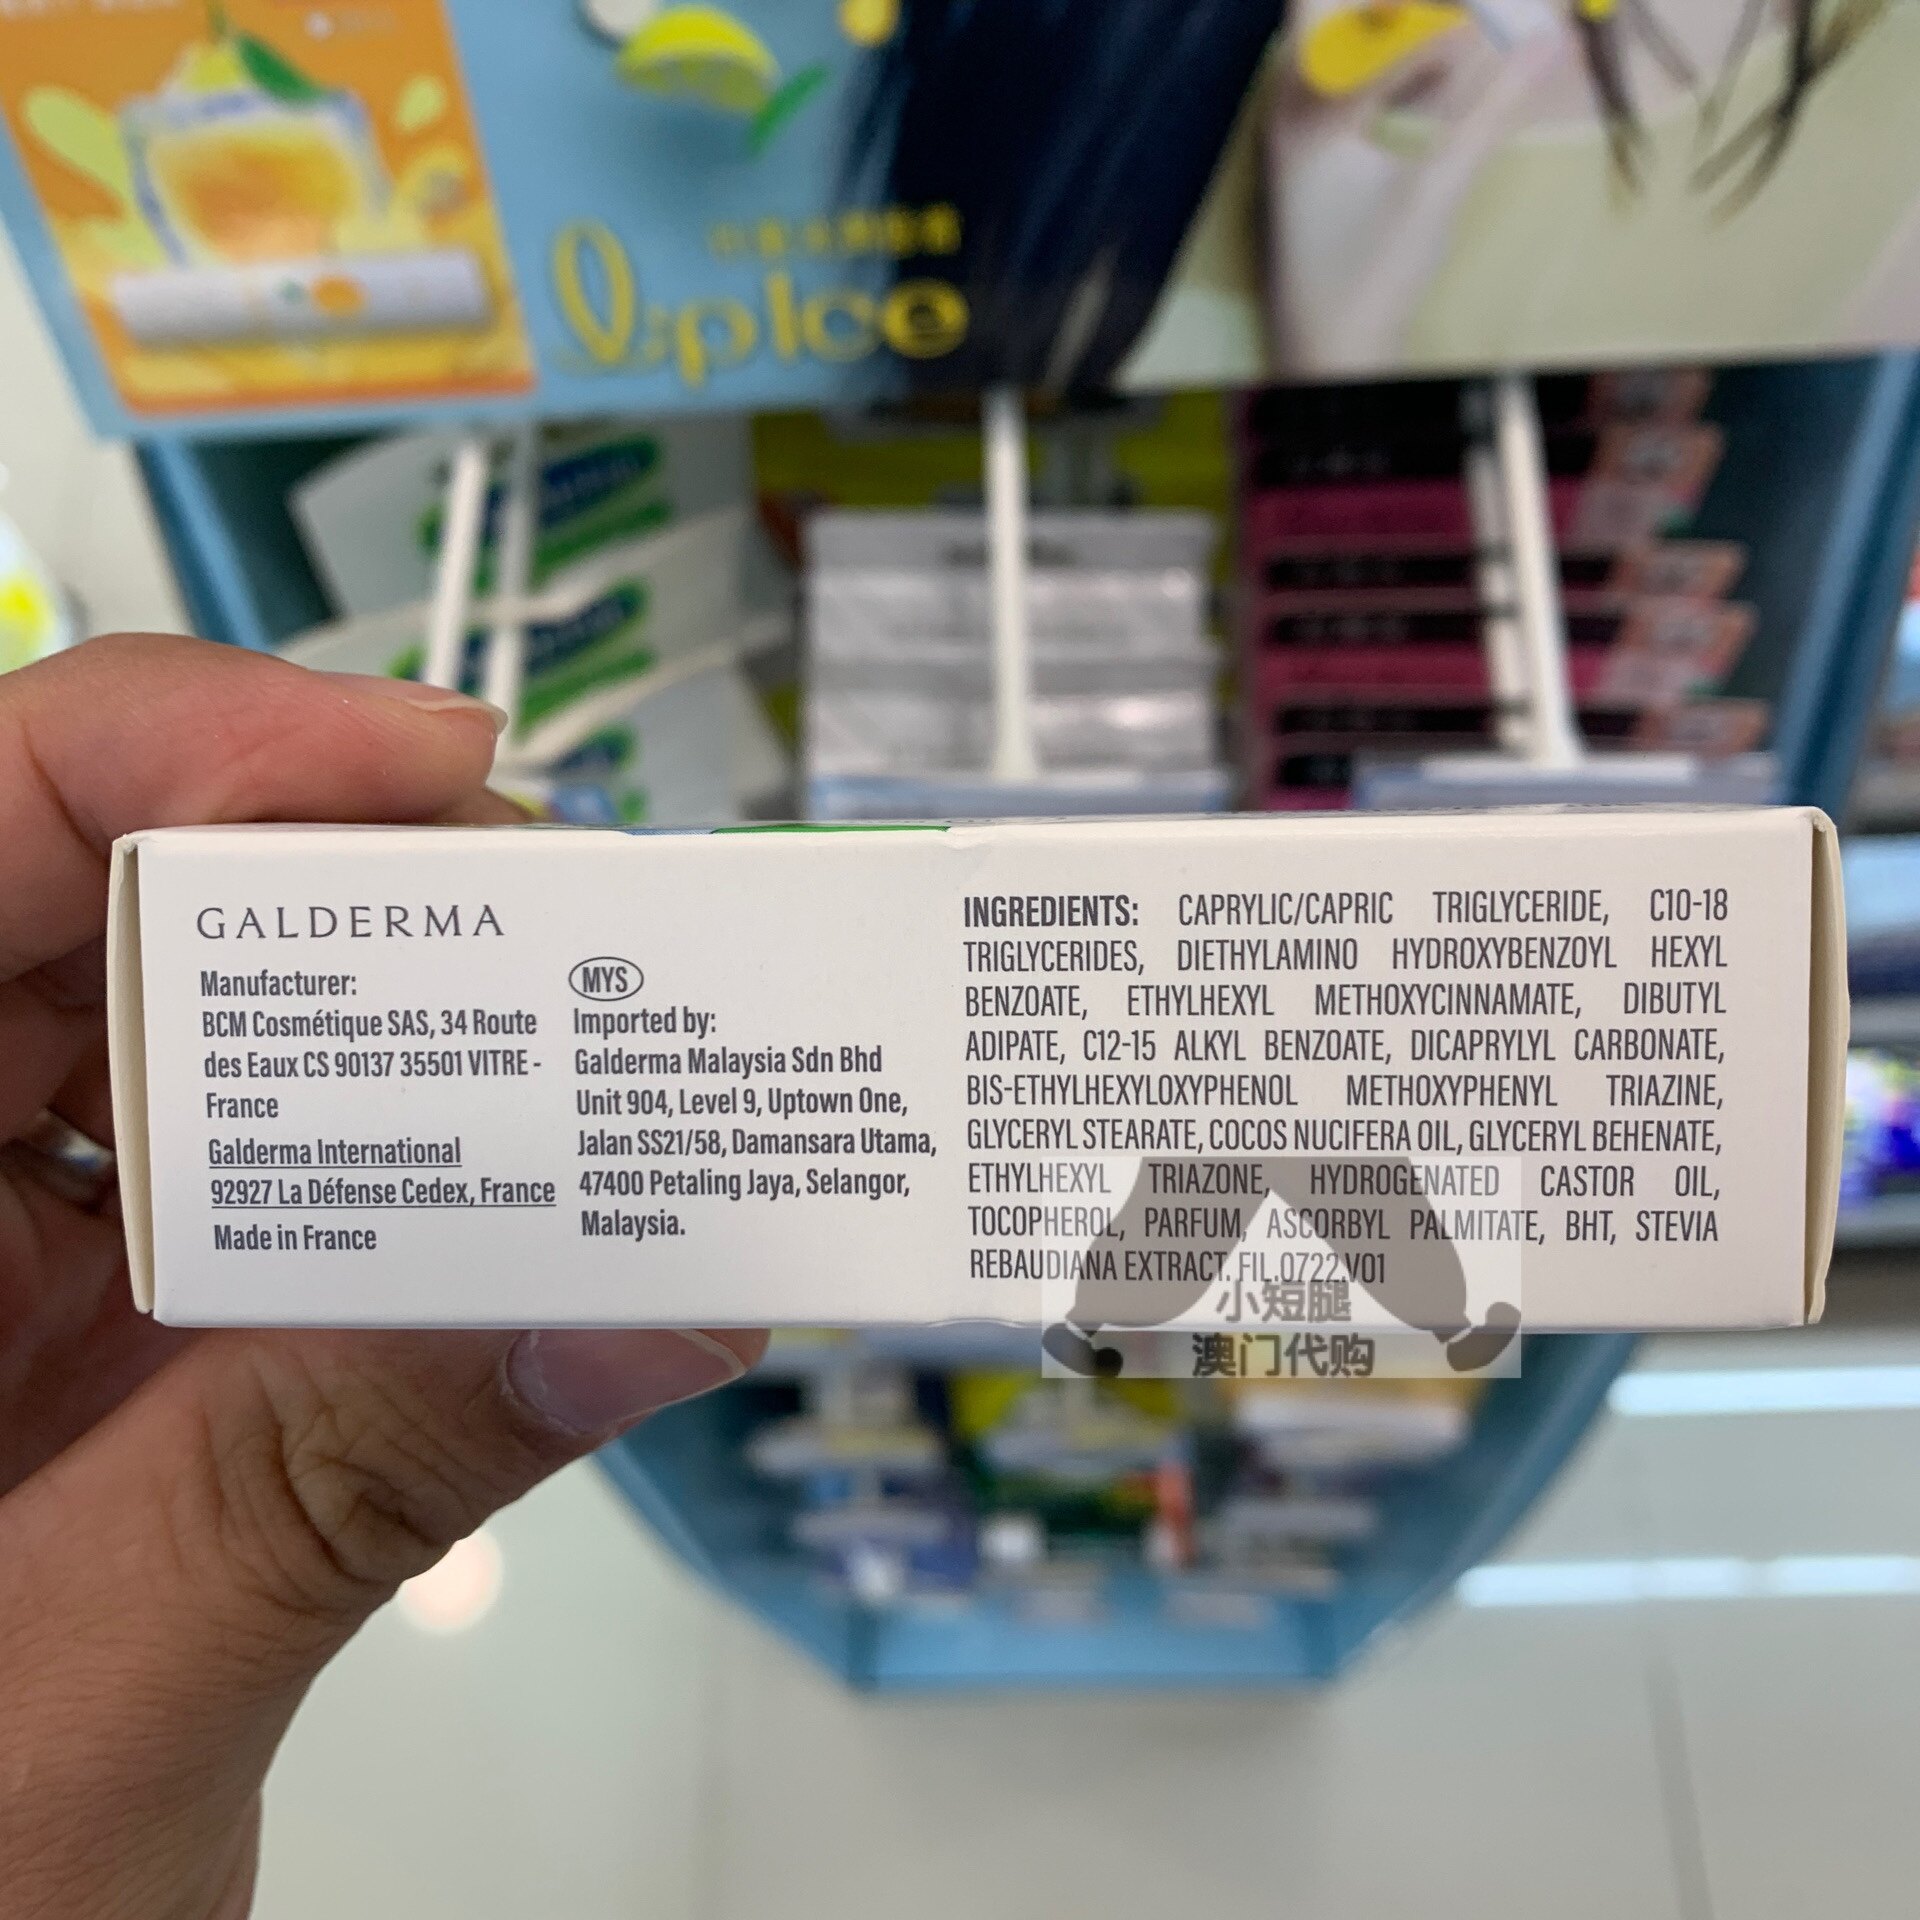 lipIce
GALDERMA
Manufacturer:
BCM Cosmétique SAS, 34 Route
des Eaux CS 90137 35501 VITRE -
France
Galderma International
92927 La Défense Cedex, France
Made in France
MYS
Imported by:
Galderma Malaysia Sdn Bhd
Unit 904, Level 9, Uptown One,
Jalan SS21/58, Damansara Utama,
47400 Petaling Jaya, Selangor,
Malaysia.
INGREDIENTS: CAPRYLIC/CAPRIC TRIGLYCERIDE, C10-18
TRIGLYCERIDES, DIETHYLAMINO HYDROXYBENZOYL HEXYL
BENZOATE, ETHYLHEXYL METHOXYCINNAMATE, DIBUTYL
ADIPATE, C12-15 ALKYL BENZOATE, DICAPRYLYL CARBONATE,
BIS-ETHYLHEXYLOXYPHENOL METHOXYPHENYL TRIAZINE,
GLYCERYL STEARATE, COCOS NUCIFERA OIL, GLYCERYL BEHENATE,
ETHYLHEXYL TRIAZONE, HYDROGENATED CASTOR OIL,
TOCOPHEROL, PARFUM, ASCORBYL PALMITATE, BHT, STEVIA
REBAUDIANA EXTRACT. FIL.0722.V01
小短腿
澳门代购